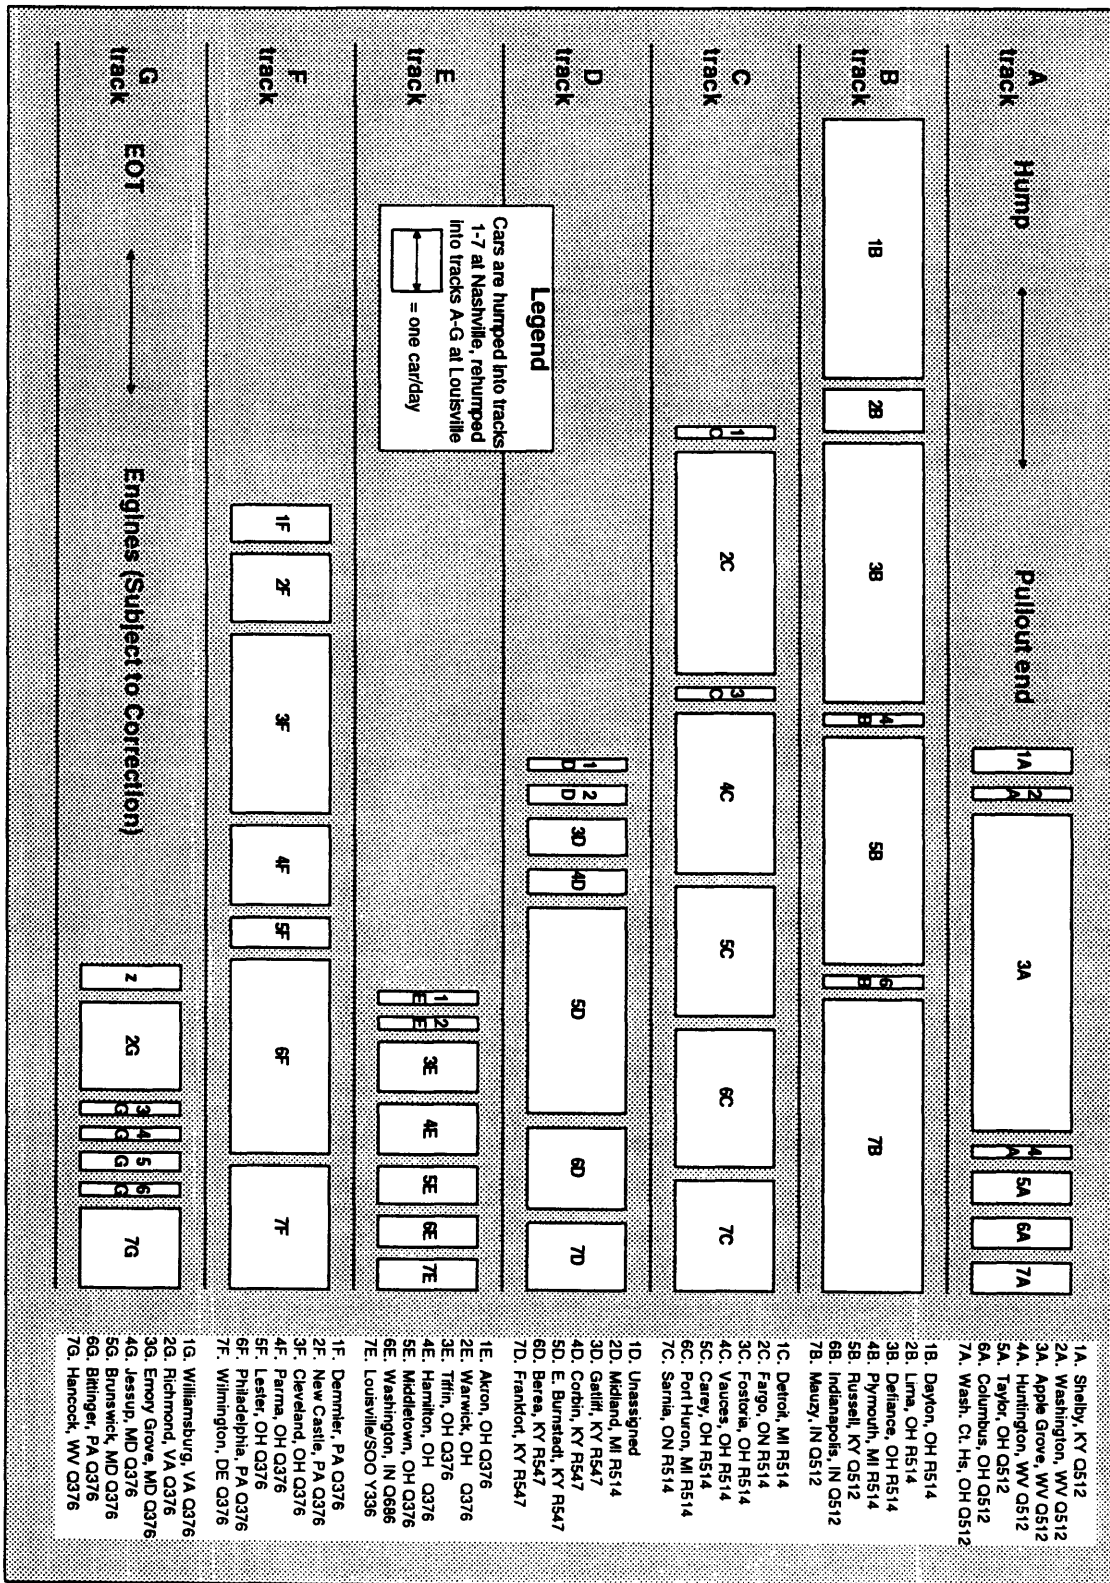 A
track
Hump
Pullout end
1A
2
A
3A
4
A
5A
6A
7A
1A. Shelby, KY Q512
2A. Washington, WV Q512
3A. Apple Grove, WV Q512
4A. Huntington, WV Q512
5A. Taylor, OH Q512
6A. Columbus, OH Q512
7A. Wash. Ct. Hs, OH Q512
B
track
1B
2B
3B
4
B
5B
6
B
7B
1B. Dayton, OH R514
2B. Lima, OH R514
3B. Defiance, OH R514
4B. Plymouth, MI R514
5B. Russell, KY Q512
6B. Indianapolis, IN Q512
7B. Mauzy, IN Q512
C
track
1
C
2C
3
C
4C
5C
6C
7C
1C. Detroit, MI R514
2C. Fargo, ON R514
3C. Fostoria, OH R514
4C. Vauces, OH R514
5C. Carey, OH R514
6C. Port Huron, MI R514
7C. Sarnia, ON R514
D
track
1
D
2
D
3D
4D
5D
6D
7D
1D. Unassigned
2D. Midland, MI R514
3D. Gatliff, KY R547
4D. Corbin, KY R547
5D. E. Burnstadt, KY R547
6D. Berea, KY R547
7D. Frankfort, KY R547
Legend
Cars are humped into tracks
1-7 at Nashville, rehumped
into tracks A-G at Louisville
= one car/day
E
track
1
E
2
E
3E
4E
5E
6E
7E
1E. Akron, OH Q376
2E. Warwick, OH Q376
3E. Tiffin, OH Q376
4E. Hamilton, OH Q376
5E. Middletown, OH Q376
6E. Washington, IN Q686
7E. Louisville/SOO Y336
F
track
1F
2F
3F
4F
5F
6F
7F
1F. Demmler, PA Q376
2F. New Castle, PA Q376
3F. Cleveland, OH Q376
4F. Parma, OH Q376
5F. Lester, OH Q376
6F. Philadelphia, PA Q376
7F. Wilmington, DE Q376
G
track
EOT
Engines (Subject to Correction)
z
2G
3
G
4
G
5
G
6
G
7G
1G. Williamsburg, VA Q376
2G. Richmond, VA Q376
3G. Emory Grove, MD Q376
4G. Jessup, MD Q376
5G. Brunswick, MD Q376
6G. Bittinger, PA Q376
7G. Hancock, WV Q376